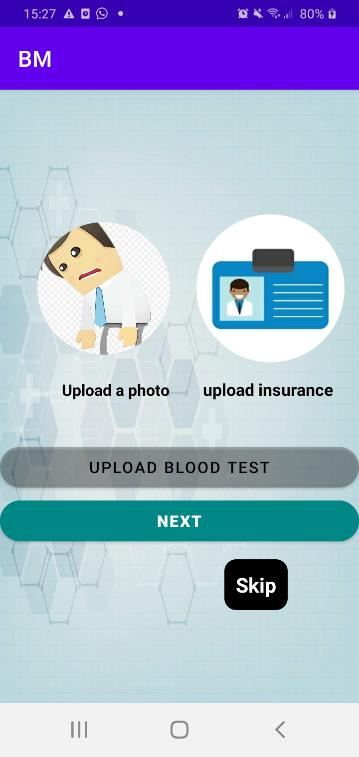 15:27 80%
BM
Upload a photo upload insurance
UPLOAD BLOOD TEST
NEXT
Skip